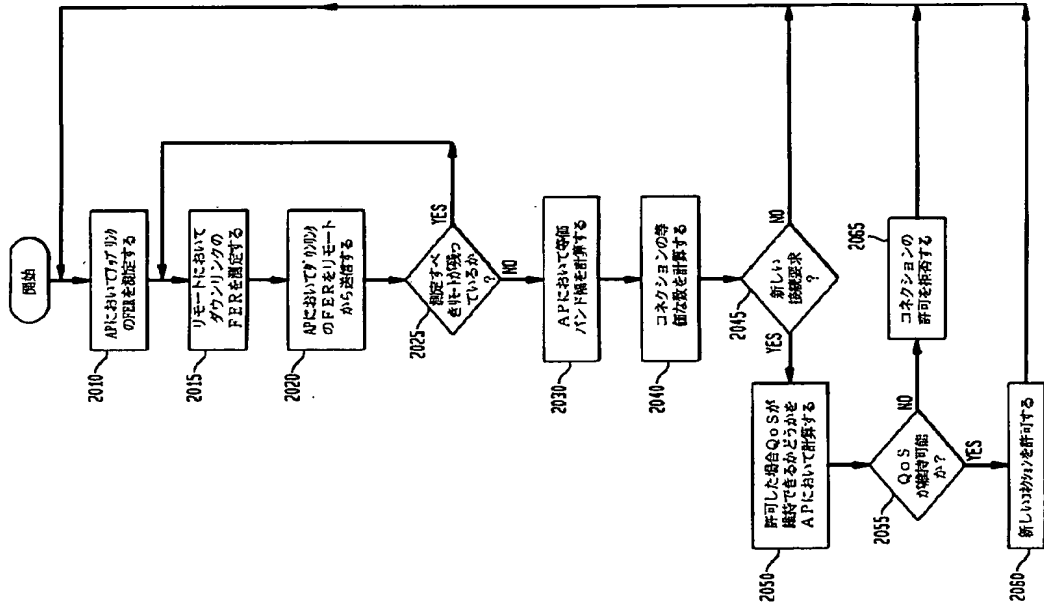 開始
APにおいてアップリンク
のFERを測定する
2010
リモートにおいて
ダウンリンクの
FERを測定する
2015
APにおいてダウンリンク
のFERをリモート
から送信する
2020
測定すべ
きリモートが残っ
ているか
?
2025
YES
NO
APにおいて等価
バンド幅を計算する
2030
コネクションの等
価な数を計算する
2040
新しい
接続要求
?
2045
NO
YES
許可した場合QoSが
維持できるかどうかを
APにおいて計算する
2050
QoS
が維持可能
か?
2055
NO
YES
コネクションの
許可を拒否する
2065
新しいコネクションを許可する
2060